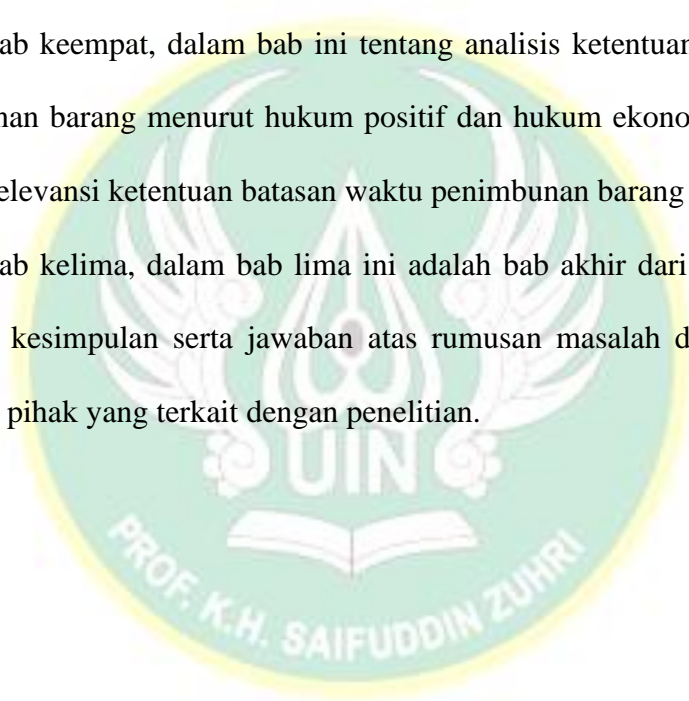 ab keempat, dalam bab ini tentang analisis ketentuan
nan barang menurut hukum positif dan hukum ekono
elevansi ketentuan batasan waktu penimbunan barang
ab kelima, dalam bab lima ini adalah bab akhir dari
kesimpulan serta jawaban atas rumusan masalah d
pihak yang terkait dengan penelitian.
UIN
PROF. K.H. SAIFUDDIN ZUHRI